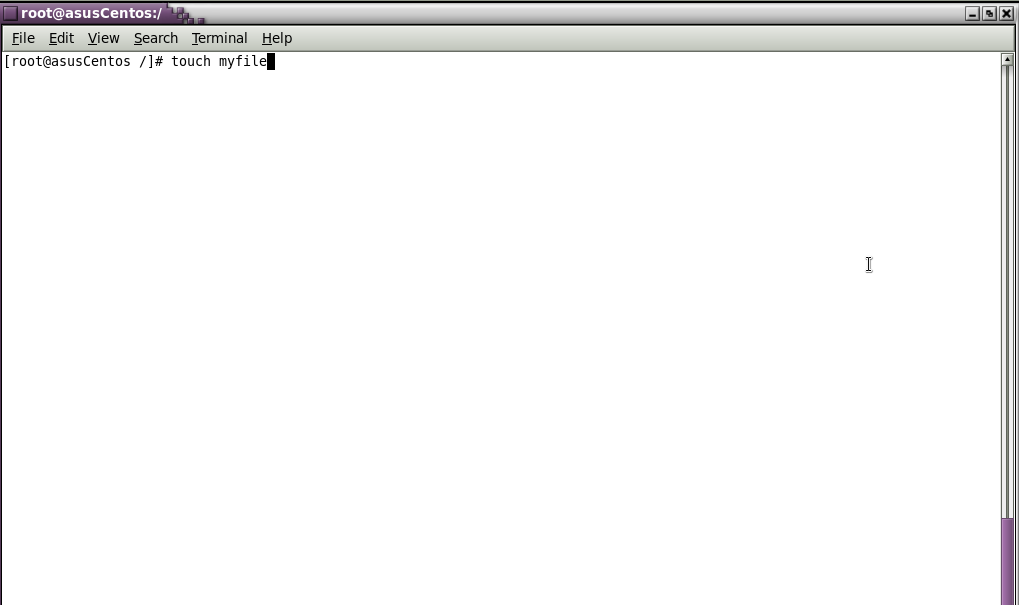 root@asusCentos:/
File Edit View Search Terminal Help
[root@asusCentos /]# touch myfile